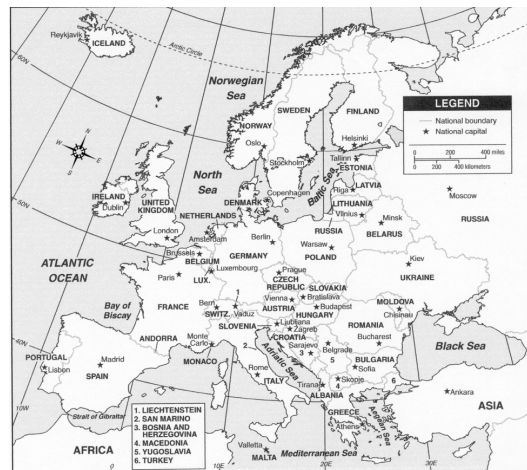 Reykjavik
ICELAND
Arctic Circle
60N
Norwegian
Sea
SWEDEN
FINLAND
NORWAY
Helsinki
Oslo
Stockholm
Tallinn
ESTONIA
LEGEND
National boundary
National capital
0 200 400 miles
0 200 400 kilometers
N
W
E
S
North
Sea
Baltic Sea
Riga
LATVIA
Moscow
50N
IRELAND
Dublin
UNITED
KINGDOM
DENMARK
Copenhagen
LITHUANIA
Vilnius
RUSSIA
Minsk
BELARUS
RUSSIA
NETHERLANDS
London
Amsterdam
Berlin
Warsaw
POLAND
Brussels
BELGIUM
GERMANY
Kiev
ATLANTIC
OCEAN
Paris
LUX.
Luxembourg
Prague
CZECH
REPUBLIC
SLOVAKIA
UKRAINE
1
Vienna
Bratislava
Bay of
Biscay
FRANCE
Bern
SWITZ.
Vaduz
AUSTRIA
Budapest
HUNGARY
MOLDOVA
Chisinau
SLOVENIA
Ljubljana
Zagreb
CROATIA
ROMANIA
40N
ANDORRA
Monte
Carlo
MONACO
2
Sarajevo
3
Belgrade
5
Bucharest
BULGARIA
Black Sea
Adriatic Sea
Sofia
PORTUGAL
Lisbon
Madrid
SPAIN
Rome
ITALY
Skopje
4
Tirana
ALBANIA
6
Ankara
ASIA
10W
Strait of Gibraltar
GREECE
Athens
Aegean
Sea
AFRICA
1. LIECHTENSTEIN
2. SAN MARINO
3. BOSNIA AND
HERZEGOVINA
4. MACEDONIA
5. YUGOSLAVIA
6. TURKEY
Valletta
MALTA
Mediterranean Sea
0
10E
20E
30E